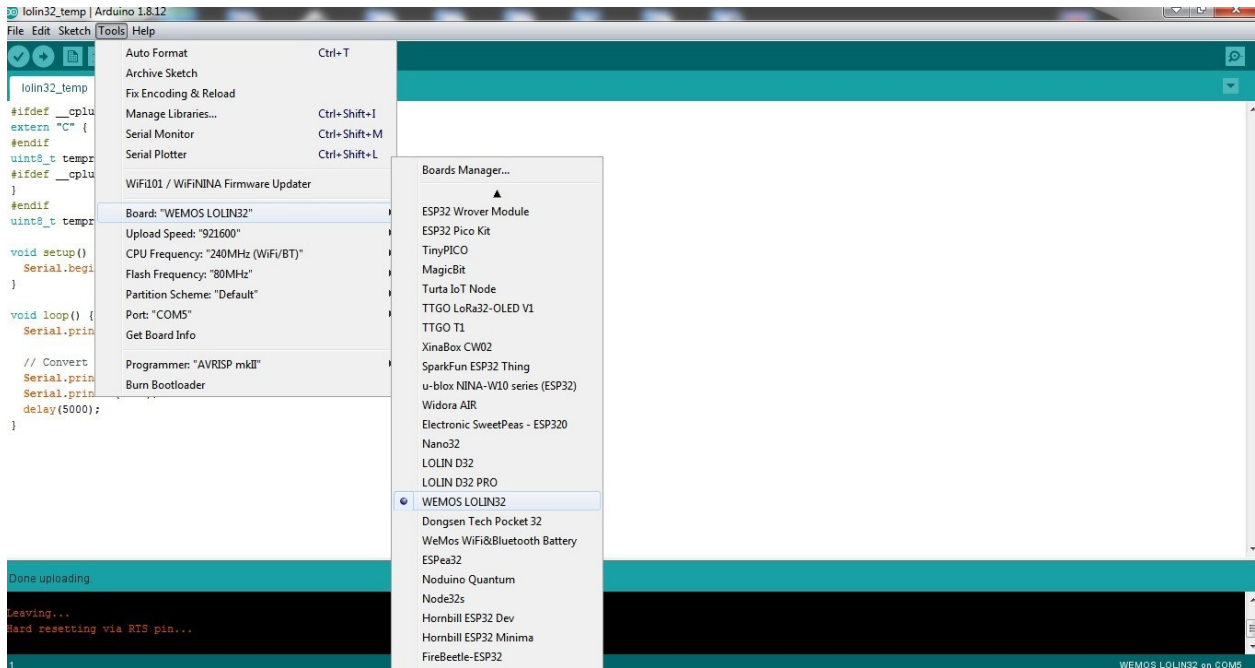 lolin32_temp | Arduino 1.8.12
File Edit Sketch Tools Help
lolin32_temp
#ifdef __cplu
extern "C" {
#endif
uint8_t tempr
#ifdef __cplu
}
#endif
uint8_t tempr
void setup()
Serial.begi
}
void loop() {
Serial.prin
// Convert
Serial.prin
Serial.prin
delay(5000);
}
Auto Format Ctrl+T
Archive Sketch
Fix Encoding & Reload
Manage Libraries... Ctrl+Shift+I
Serial Monitor Ctrl+Shift+M
Serial Plotter Ctrl+Shift+L
WiFi101 / WiFiNINA Firmware Updater
Board: "WEMOS LOLIN32"
Upload Speed: "921600"
CPU Frequency: "240MHz (WiFi/BT)"
Flash Frequency: "80MHz"
Partition Scheme: "Default"
Port: "COM5"
Get Board Info
Programmer: "AVRISP mkII"
Burn Bootloader
Boards Manager...
ESP32 Wrover Module
ESP32 Pico Kit
TinyPICO
MagicBit
Turta IoT Node
TTGO LoRa32-OLED V1
TTGO T1
XinaBox CW02
SparkFun ESP32 Thing
u-blox NINA-W10 series (ESP32)
Widora AIR
Electronic SweetPeas - ESP320
Nano32
LOLIN D32
LOLIN D32 PRO
WEMOS LOLIN32
Dongsen Tech Pocket 32
WeMos WiFi&Bluetooth Battery
ESPea32
Noduino Quantum
Node32s
Hornbill ESP32 Dev
Hornbill ESP32 Minima
FireBeetle-ESP32
Done uploading.
Leaving...
Hard resetting via RTS pin...
1 WEMOS LOLIN32 on COM5